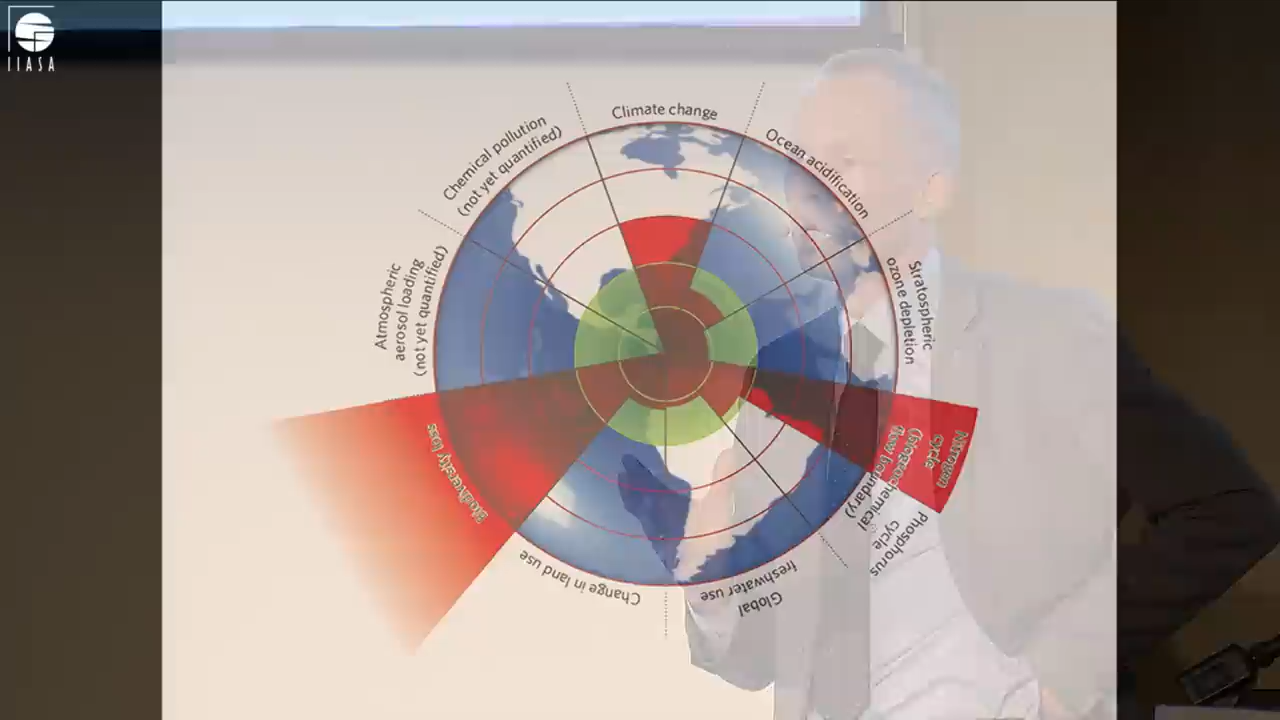 IIASA
Climate change
Ocean acidification
Stratospheric
ozone depletion
Nitrogen
cycle
(biogeochemical
flow boundary)
Phosphorus
cycle
Global
freshwater use
Change in land use
Biodiversity loss
Atmospheric
aerosol loading
(not yet quantified)
Chemical pollution
(not yet quantified)